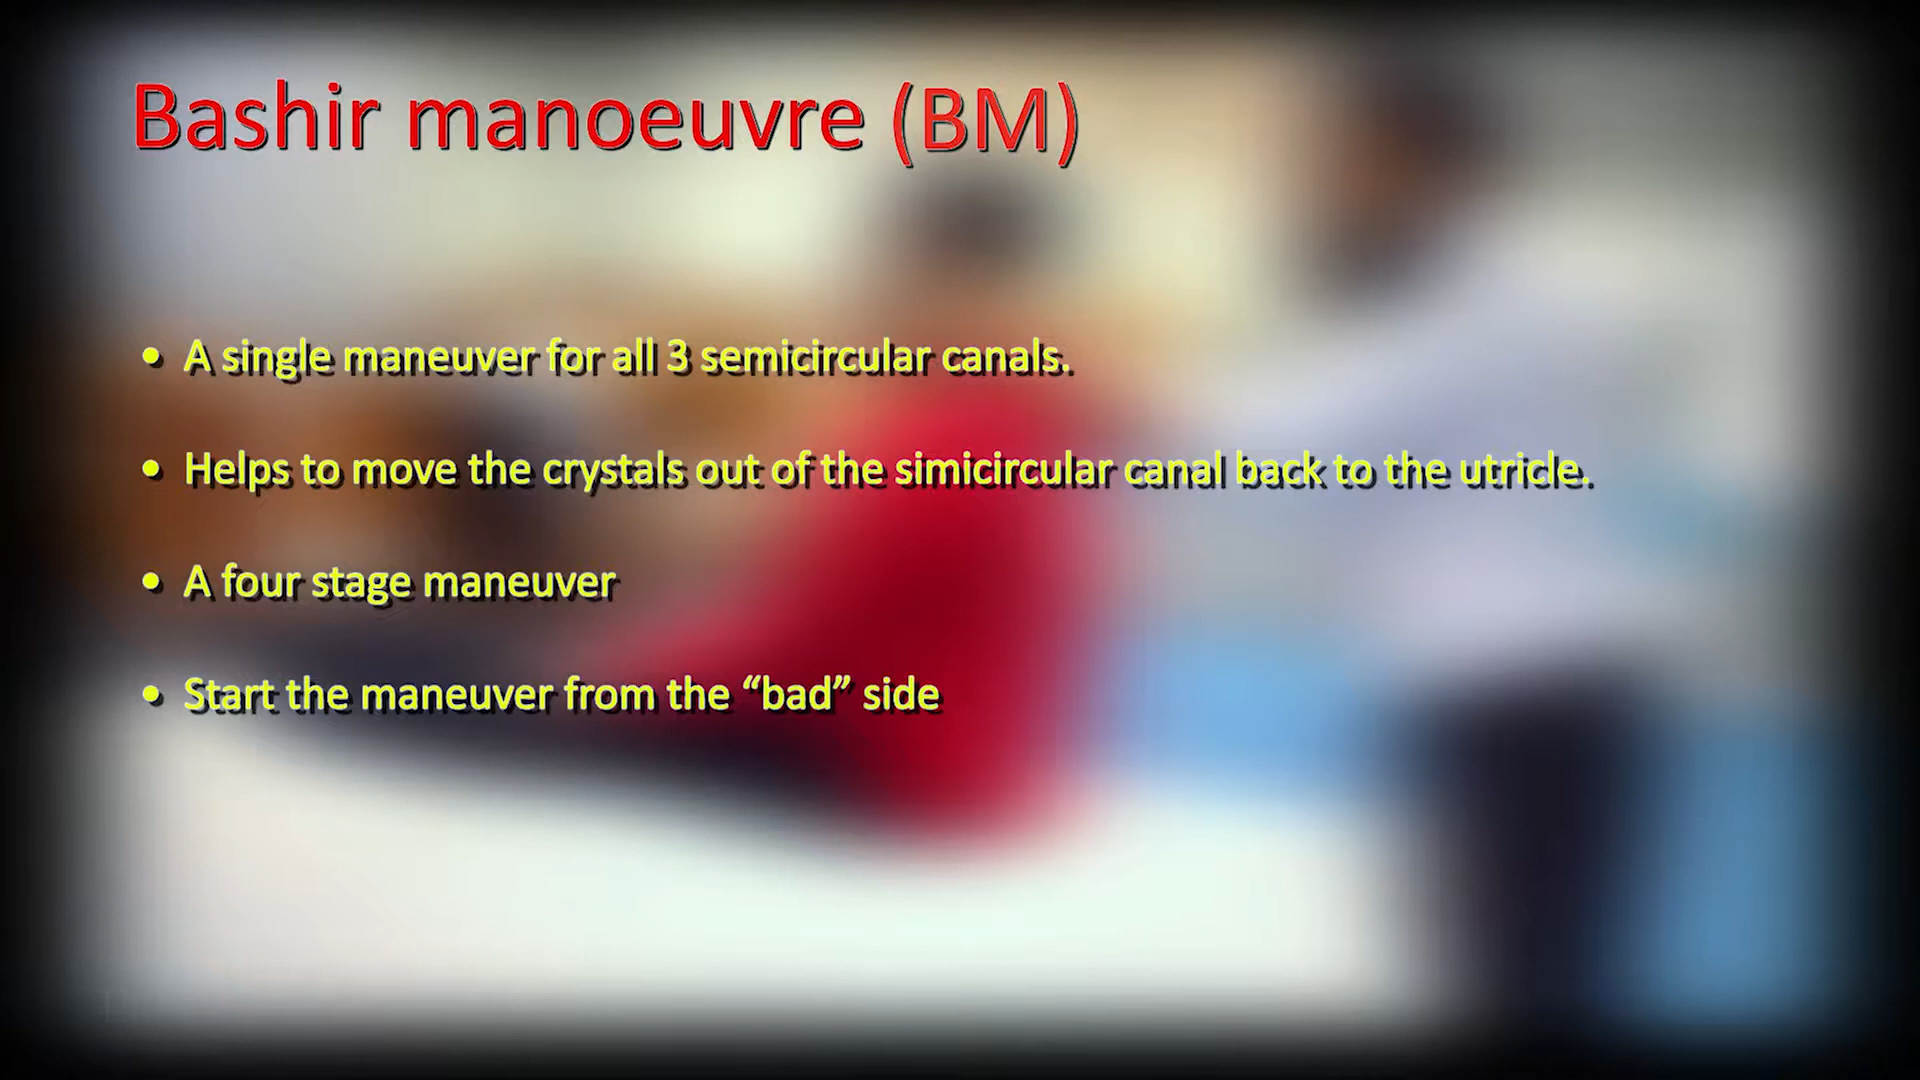 Bashir manoeuvre (BM)
• A single maneuver for all 3 semicircular canals.
• Helps to move the crystals out of the simicircular canal back to the utricle.
• A four stage maneuver
• Start the maneuver from the “bad” side